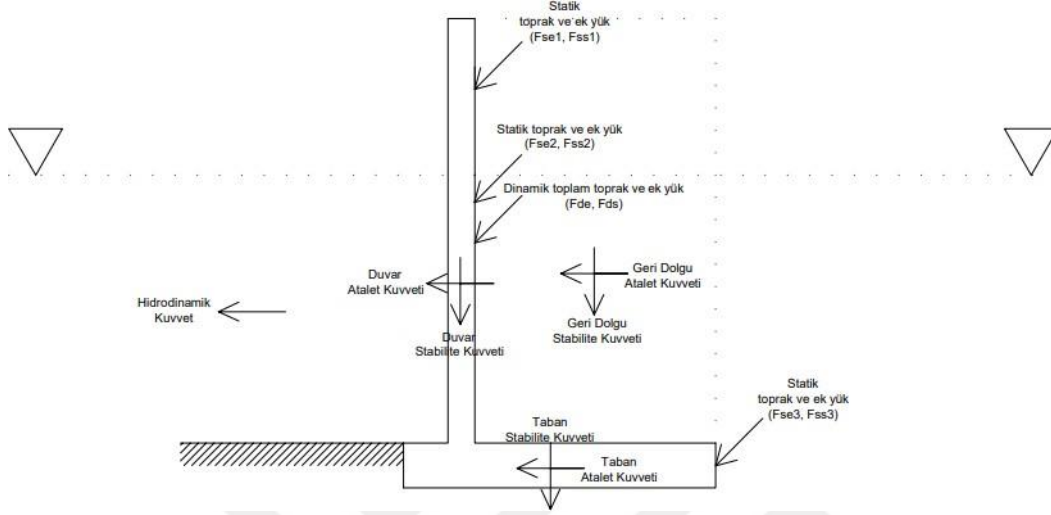 Statik
toprak ve ek yük
(Fse1, Fss1)
Statik toprak ve ek yük
(Fse2, Fss2)
Dinamik toplam toprak ve ek yük
(Fde, Fds)
Duvar
Atalet Kuvveti
Geri Dolgu
Atalet Kuvveti
Hidrodinamik
Kuvvet
Geri Dolgu
Stabilite Kuvveti
Duvar
Stabilite Kuvveti
Statik
toprak ve ek yük
(Fse3, Fss3)
Taban
Stabilite Kuvveti
Taban
Atalet Kuvveti